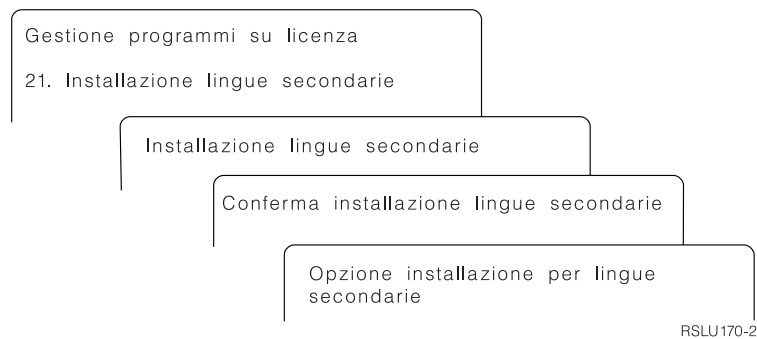 Gestione programmi su licenza
21. Installazione lingue secondarie
Installazione lingue secondarie
Conferma installazione lingue secondarie
Opzione installazione per lingue
secondarie
RSLU170-2